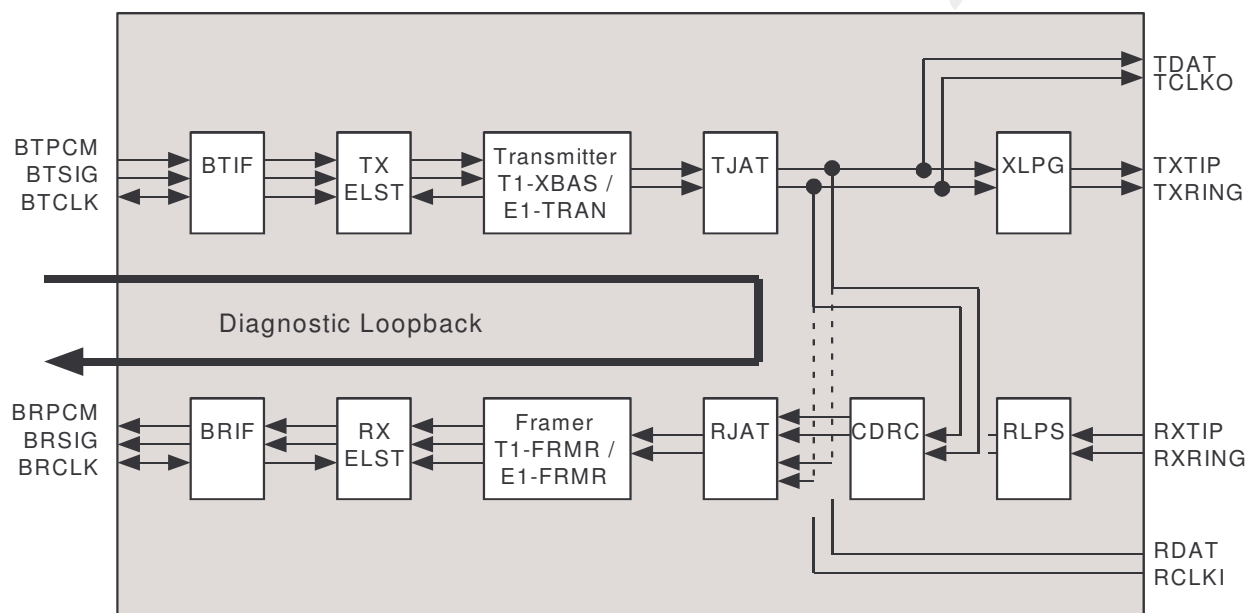 TDAT
TCLKO
BTPCM
BTSIG
BTCLK
BTIF
TX
ELST
Transmitter
T1-XBAS /
E1-TRAN
TJAT
XLPG
TXTIP
TXRING
Diagnostic Loopback
BRPCM
BRSIG
BRCLK
BRIF
RX
ELST
Framer
T1-FRMR /
E1-FRMR
RJAT
CDRC
RLPS
RXTIP
RXRING
RDAT
RCLKI